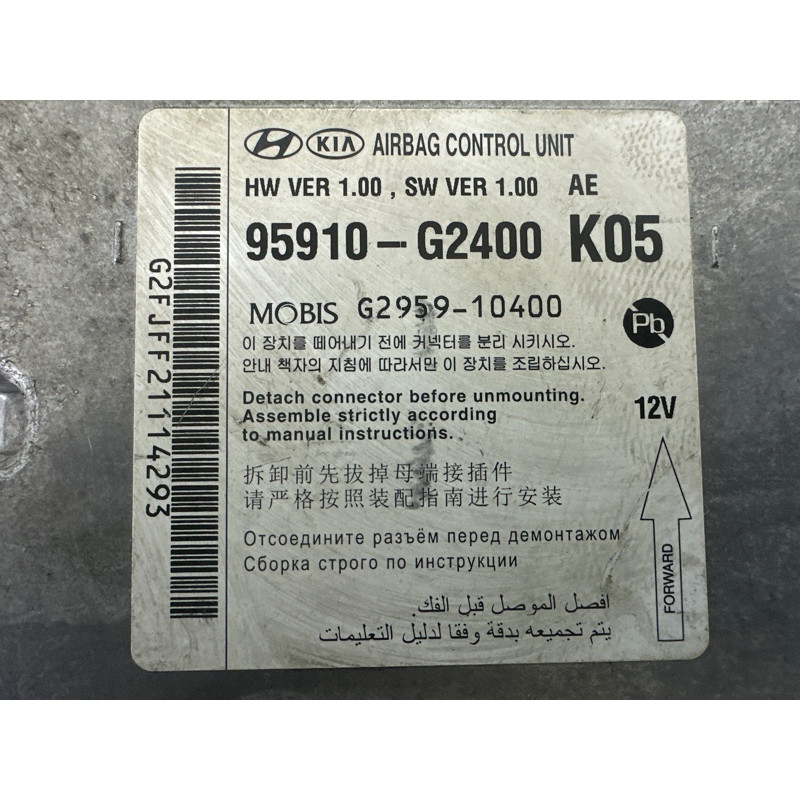 KIA AIRBAG CONTROL UNIT
HW VER 1.00 , SW VER 1.00 AE
95910-G2400 K05
MOBIS G2959-10400
Pb
이 장치를 떼어내기 전에 커넥터를 분리 시키시오.
안내 책자의 지침에 따라서만 이 장치를 조립하십시오.
Detach connector before unmounting.
Assemble strictly according
to manual instructions.
12V
拆卸前先拔掉母端接插件
请严格按照装配指南进行安装
Отсоедините разъём перед демонтажом
Сборка строго по инструкции
افصل الموصل قبل الفك.
يتم تجميعه بدقة وفقا لدليل التعليمات
FORWARD
G2FJFF21114293